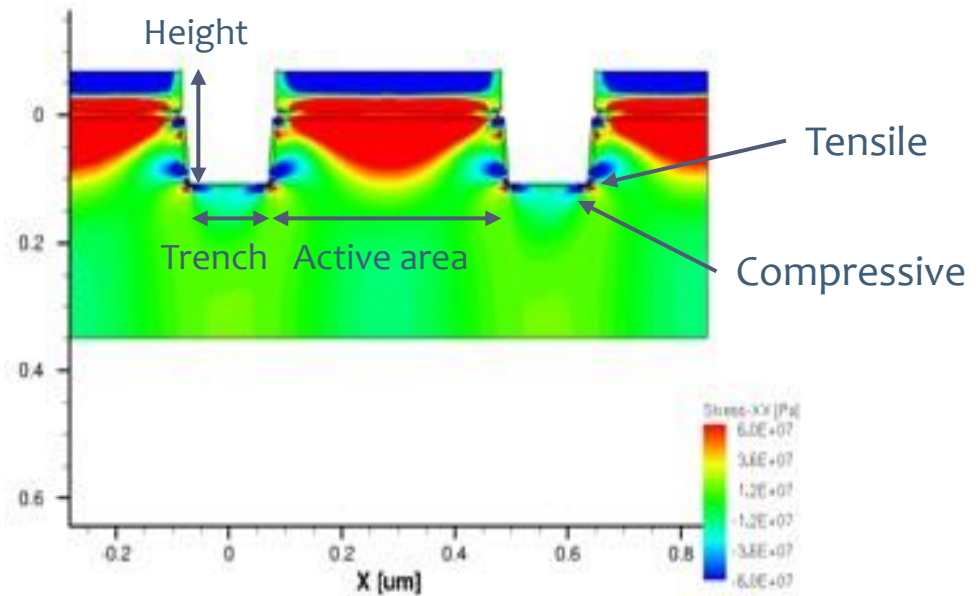 Height
0
Tensile
Trench
Active area
0.2
Compressive
0.4
Stress-XX [Pa]
6.0E+07
3.6E+07
1.2E+07
-1.2E+07
-3.6E+07
-6.0E+07
0.6
-0.2
0
0.2
0.4
0.6
0.8
X [um]